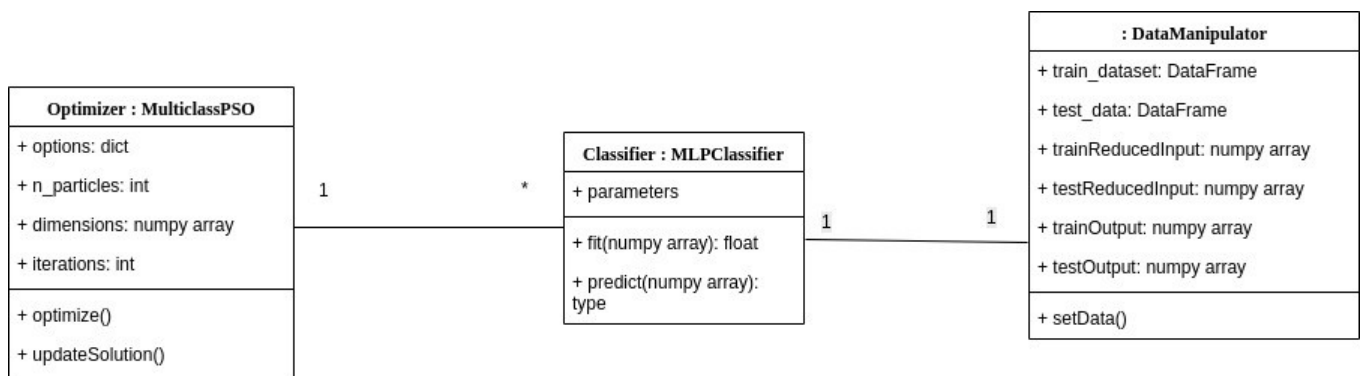 Optimizer : MulticlassPSO
+ options: dict
+ n_particles: int
+ dimensions: numpy array
+ iterations: int
+ optimize()
+ updateSolution()
1
*
Classifier : MLPClassifier
+ parameters
+ fit(numpy array): float
+ predict(numpy array):
type
1
1
: DataManipulator
+ train_dataset: DataFrame
+ test_data: DataFrame
+ trainReducedInput: numpy array
+ testReducedInput: numpy array
+ trainOutput: numpy array
+ testOutput: numpy array
+ setData()